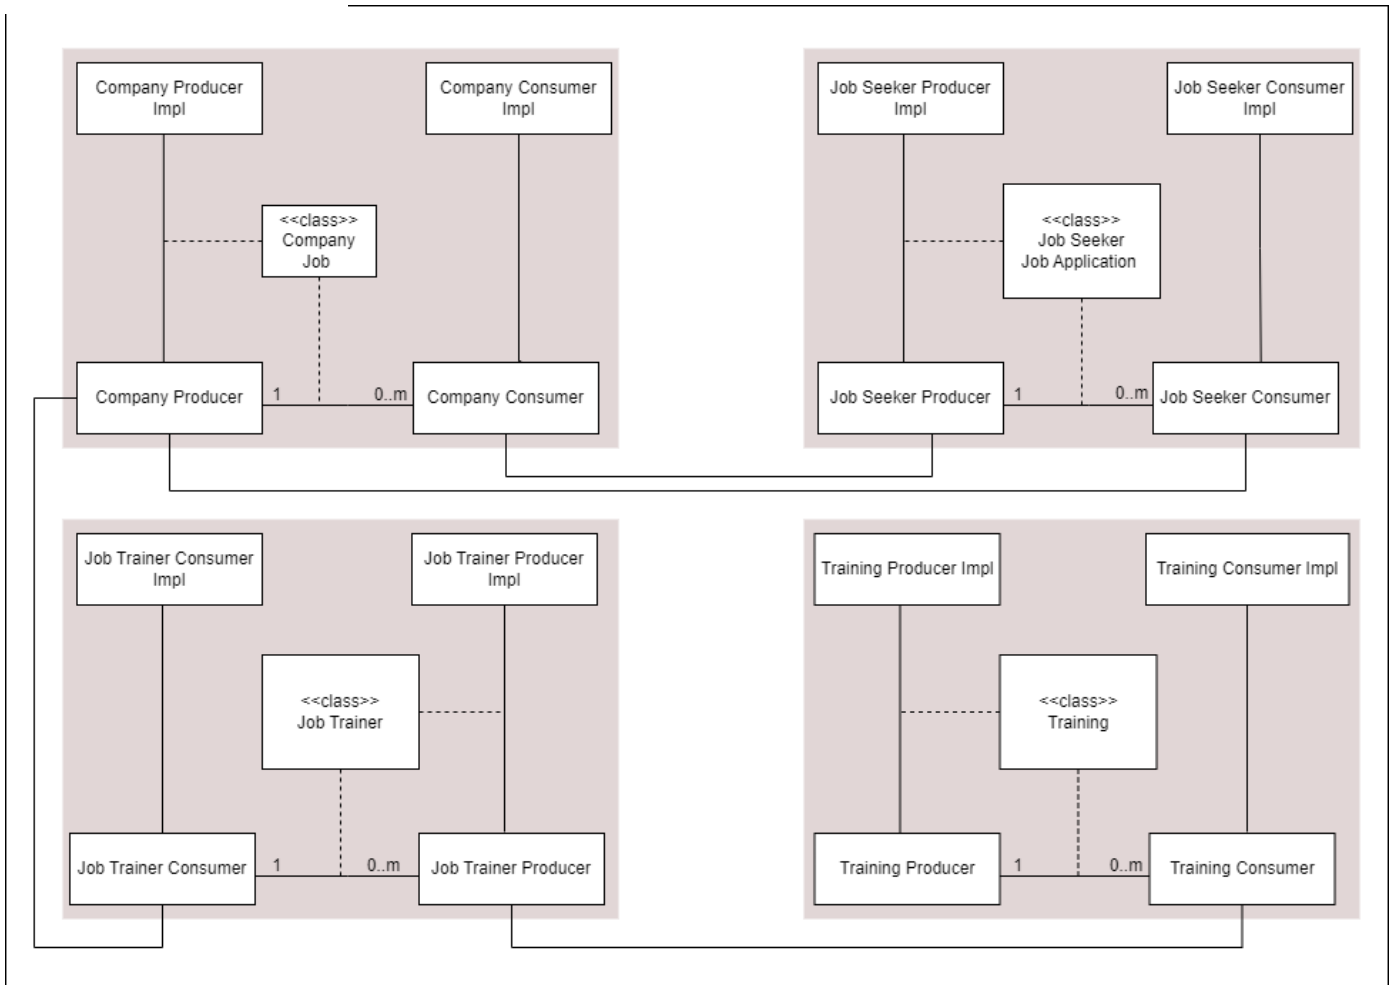 Company Producer
Impl
Company Consumer
Impl
<<class>>
Company
Job
Company Producer
1
0..m
Company Consumer
Job Seeker Producer
Impl
Job Seeker Consumer
Impl
<<class>>
Job Seeker
Job Application
Job Seeker Producer
1
0..m
Job Seeker Consumer
Job Trainer Consumer
Impl
Job Trainer Producer
Impl
<<class>>
Job Trainer
Job Trainer Consumer
1
0..m
Job Trainer Producer
Training Producer Impl
Training Consumer Impl
<<class>>
Training
Training Producer
1
0..m
Training Consumer